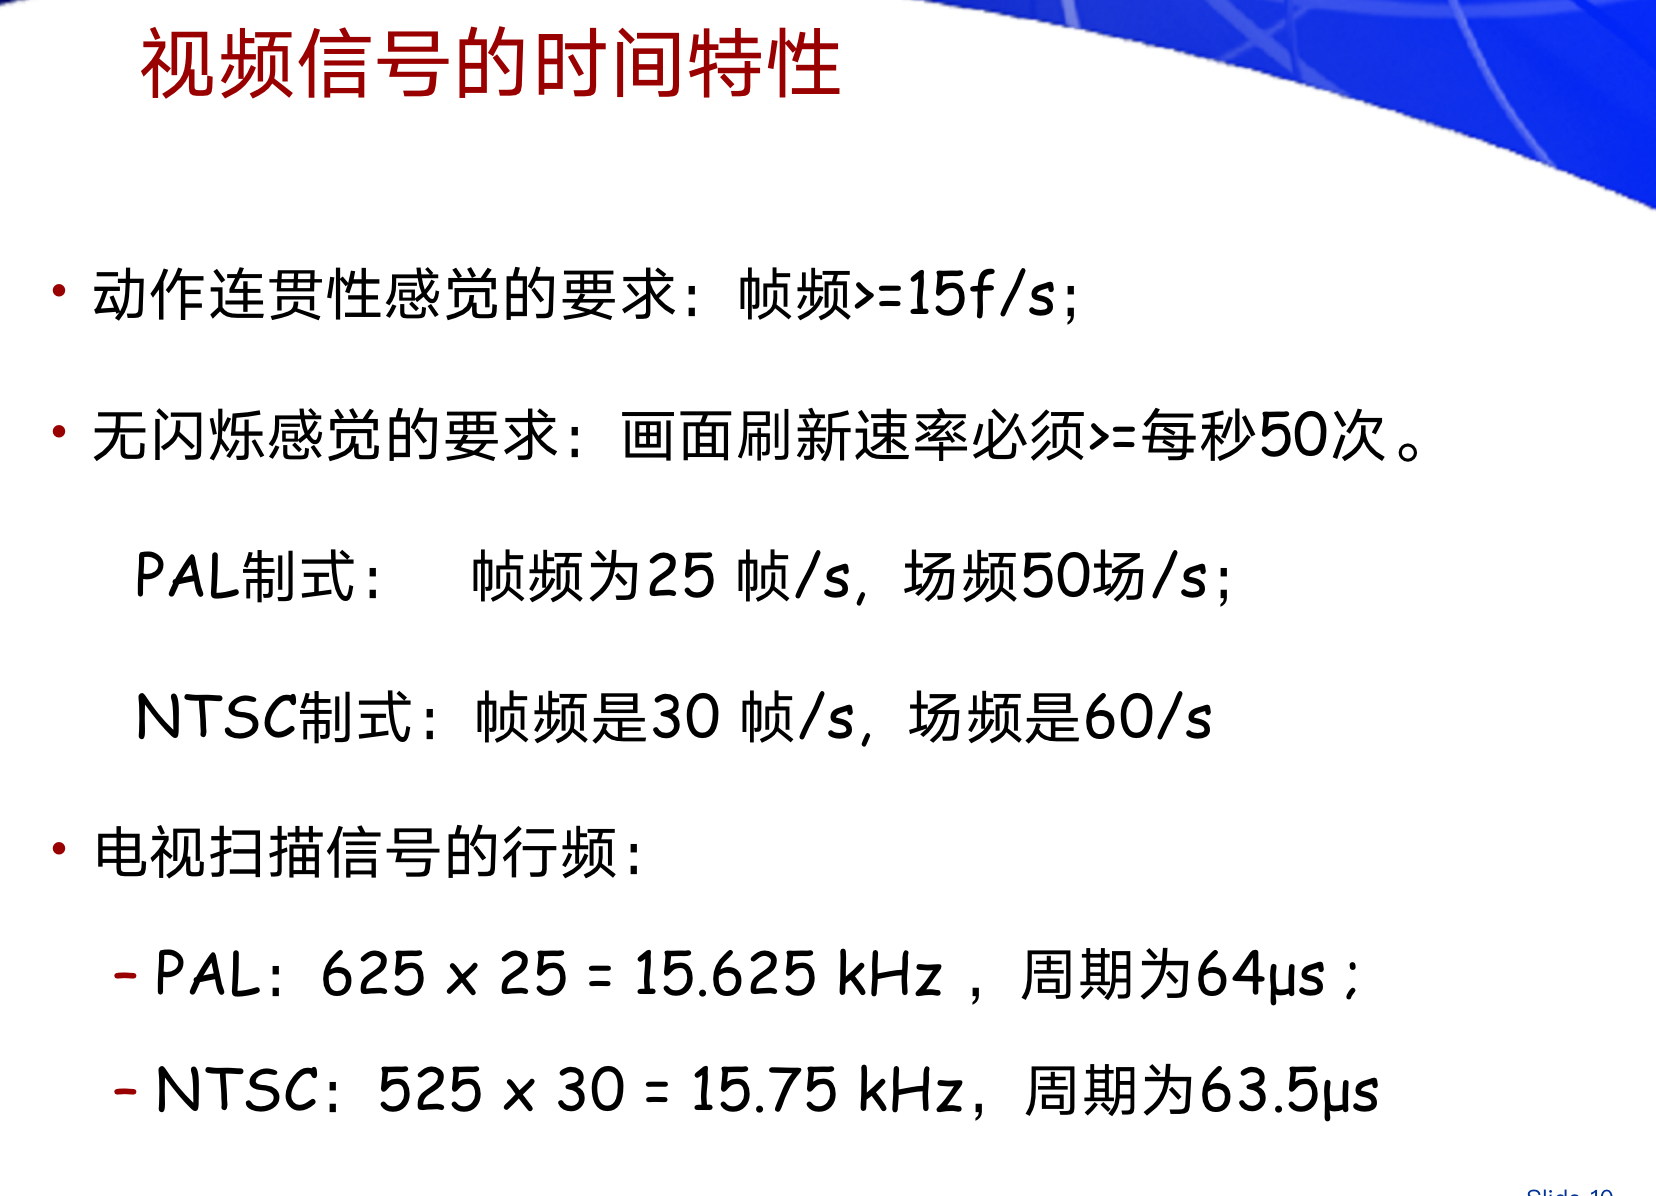 视频信号的时间特性
• 动作连贯性感觉的要求：帧频>=15f/s；
• 无闪烁感觉的要求：画面刷新速率必须>=每秒50次。
PAL制式： 帧频为25 帧/s，场频50场/s；
NTSC制式：帧频是30 帧/s，场频是60/s
• 电视扫描信号的行频：
– PAL：625 x 25 = 15.625 kHz ，周期为64µs ;
– NTSC：525 x 30 = 15.75 kHz，周期为63.5µs
Slide 10